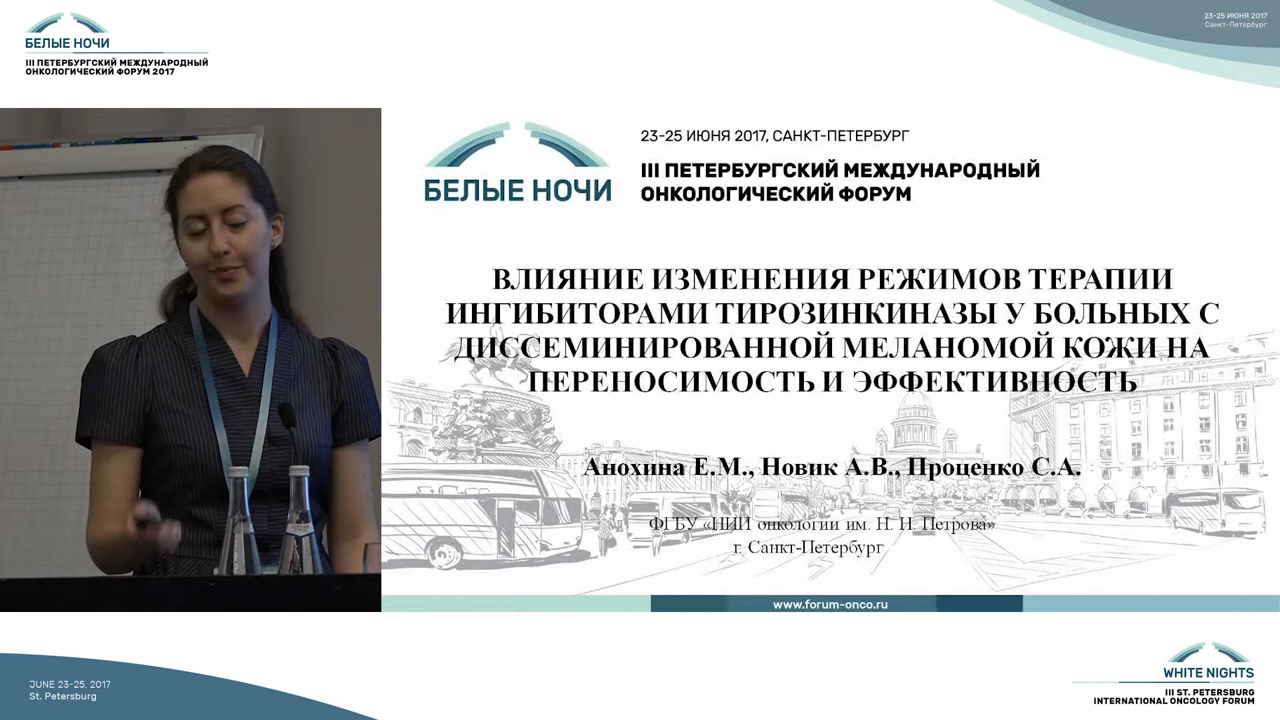 БЕЛЫЕ НОЧИ
III ПЕТЕРБУРГСКИЙ МЕЖДУНАРОДНЫЙ
ОНКОЛОГИЧЕСКИЙ ФОРУМ 2017
23-25 ИЮНЯ 2017
Санкт-Петербург
БЕЛЫЕ НОЧИ
23-25 ИЮНЯ 2017, САНКТ-ПЕТЕРБУРГ
III ПЕТЕРБУРГСКИЙ МЕЖДУНАРОДНЫЙ
ОНКОЛОГИЧЕСКИЙ ФОРУМ
ВЛИЯНИЕ ИЗМЕНЕНИЯ РЕЖИМОВ ТЕРАПИИ
ИНГИБИТОРАМИ ТИРОЗИНКИНАЗЫ У БОЛЬНЫХ С
ДИССЕМИНИРОВАННОЙ МЕЛАНОМОЙ КОЖИ НА
ПЕРЕНОСИМОСТЬ И ЭФФЕКТИВНОСТЬ
Анохина Е.М., Новик А.В., Проценко С.А.
ФГБУ «НИИ онкологии им. Н. Н. Петрова»
г. Санкт-Петербург
www.forum-onco.ru
JUNE 23-25, 2017
St. Petersburg
WHITE NIGHTS
III ST. PETERSBURG
INTERNATIONAL ONCOLOGY FORUM